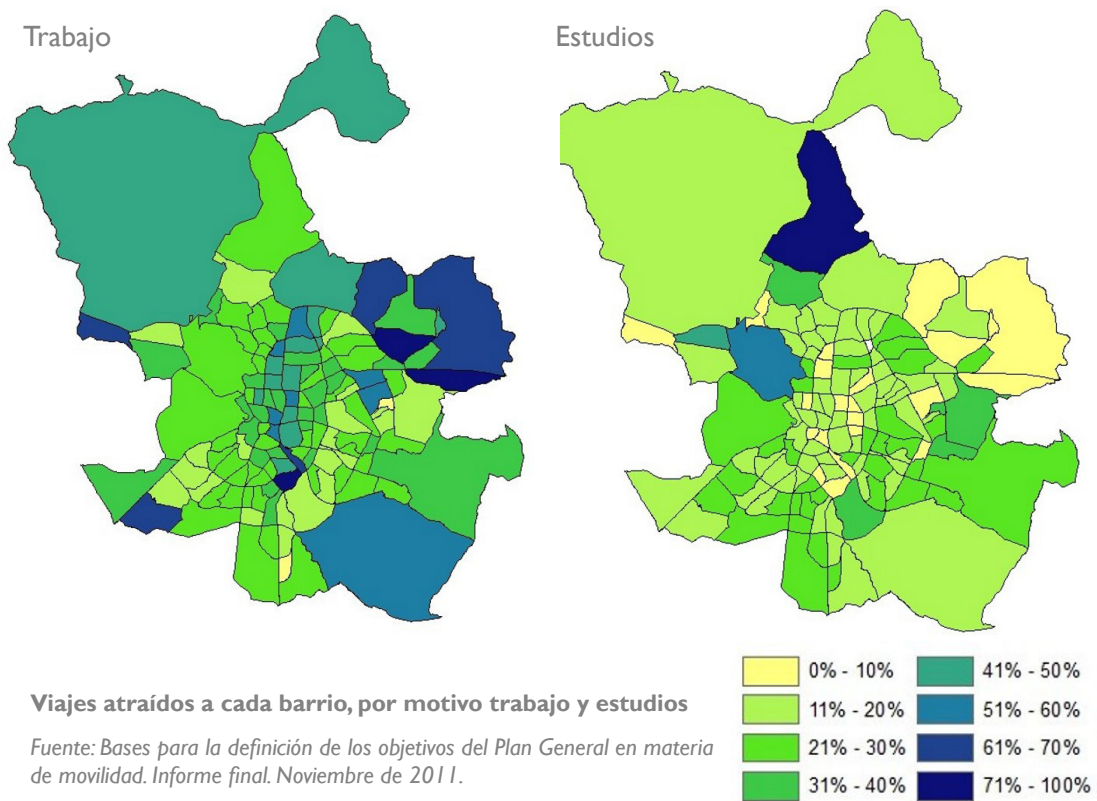 Trabajo
Estudios
Viajes atraídos a cada barrio, por motivo trabajo y estudios
Fuente: Bases para la definición de los objetivos del Plan General en materia
de movilidad. Informe final. Noviembre de 2011.
0% - 10%
11% - 20%
21% - 30%
31% - 40%
41% - 50%
51% - 60%
61% - 70%
71% - 100%